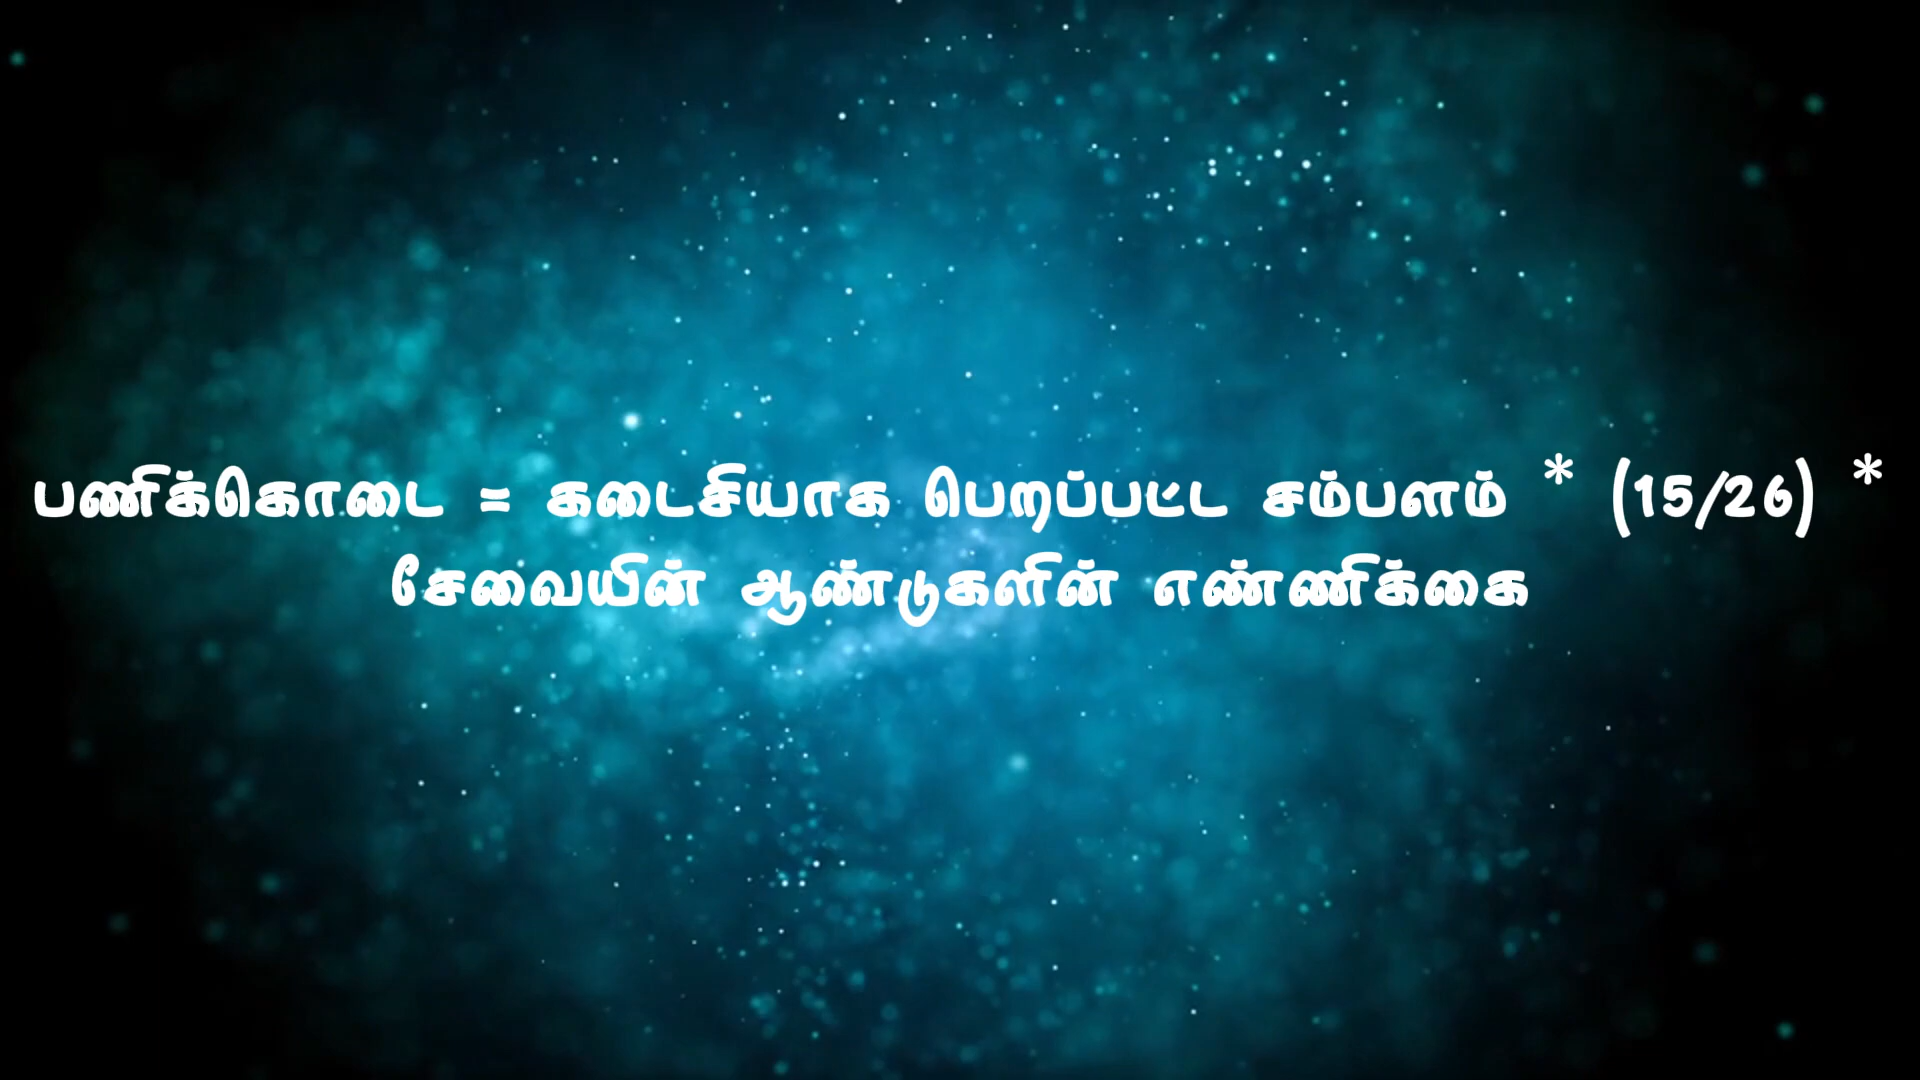 பணிக்கொடை = கடைசியாக பெறப்பட்ட சம்பளம் * (15/26) *
சேவையின் ஆண்டுகளின் எண்ணிக்கை